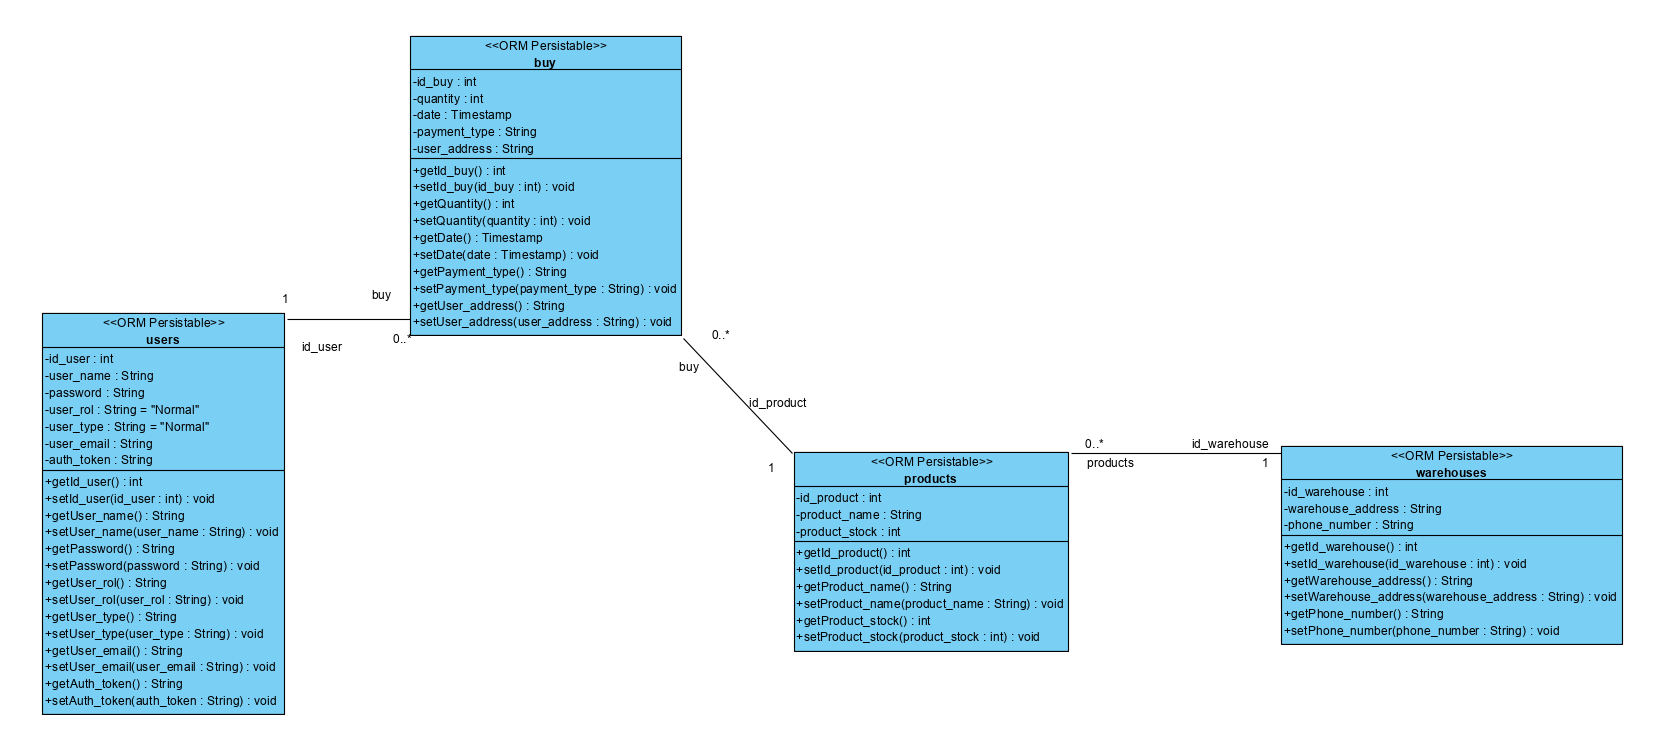 <<ORM Persistable>>
buy
-id_buy : int
-quantity : int
-date : Timestamp
-payment_type : String
-user_address : String
+getId_buy() : int
+setId_buy(id_buy : int) : void
+getQuantity() : int
+setQuantity(quantity : int) : void
+getDate() : Timestamp
+setDate(date : Timestamp) : void
+getPayment_type() : String
+setPayment_type(payment_type : String) : void
+getUser_address() : String
+setUser_address(user_address : String) : void
1
buy
id_user
0..*
<<ORM Persistable>>
users
-id_user : int
-user_name : String
-password : String
-user_rol : String = "Normal"
-user_type : String = "Normal"
-user_email : String
-auth_token : String
+getId_user() : int
+setId_user(id_user : int) : void
+getUser_name() : String
+setUser_name(user_name : String) : void
+getPassword() : String
+setPassword(password : String) : void
+getUser_rol() : String
+setUser_rol(user_rol : String) : void
+getUser_type() : String
+setUser_type(user_type : String) : void
+getUser_email() : String
+setUser_email(user_email : String) : void
+getAuth_token() : String
+setAuth_token(auth_token : String) : void
0..*
buy
id_product
1
<<ORM Persistable>>
products
-id_product : int
-product_name : String
-product_stock : int
+getId_product() : int
+setId_product(id_product : int) : void
+getProduct_name() : String
+setProduct_name(product_name : String) : void
+getProduct_stock() : int
+setProduct_stock(product_stock : int) : void
0..*
id_warehouse
products
1
<<ORM Persistable>>
warehouses
-id_warehouse : int
-warehouse_address : String
-phone_number : String
+getId_warehouse() : int
+setId_warehouse(id_warehouse : int) : void
+getWarehouse_address() : String
+setWarehouse_address(warehouse_address : String) : void
+getPhone_number() : String
+setPhone_number(phone_number : String) : void